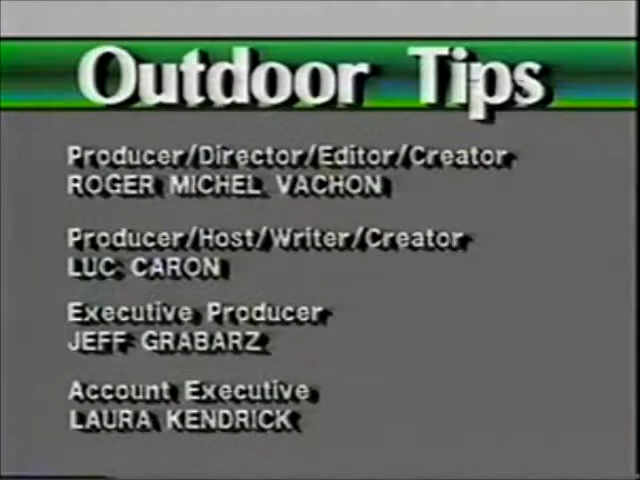 Outdoor Tips
Producer/Director/Editor/Creator
ROGER MICHEL VACHON
Producer/Host/Writer/Creator
LUC CARON
Executive Producer
JEFF GRABARZ
Account Executive
LAURA KENDRICK